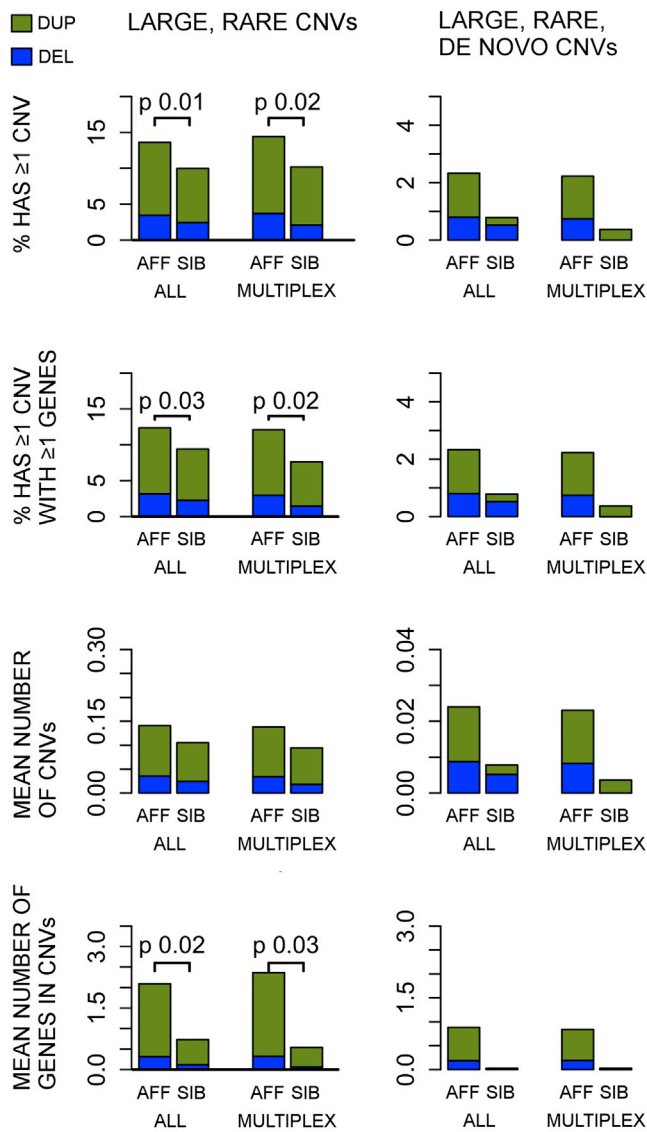 DUP
DEL
LARGE, RARE CNVs
LARGE, RARE,
DE NOVO CNVs
% HAS ≥1 CNV
15
5
0
p 0.01
p 0.02
AFF SIB
AFF SIB
ALL
MULTIPLEX
4
2
0
AFF SIB
AFF SIB
ALL
MULTIPLEX
% HAS ≥1 CNV
WITH ≥1 GENES
15
5
0
p 0.03
p 0.02
AFF SIB
AFF SIB
ALL
MULTIPLEX
4
2
0
AFF SIB
AFF SIB
ALL
MULTIPLEX
MEAN NUMBER
OF CNVs
0.30
0.15
0.00
AFF SIB
AFF SIB
ALL
MULTIPLEX
0.04
0.02
0.00
AFF SIB
AFF SIB
ALL
MULTIPLEX
MEAN NUMBER OF
GENES IN CNVs
3.0
1.5
0.0
p 0.02
p 0.03
AFF SIB
AFF SIB
ALL
MULTIPLEX
3.0
1.5
0.0
AFF SIB
AFF SIB
ALL
MULTIPLEX